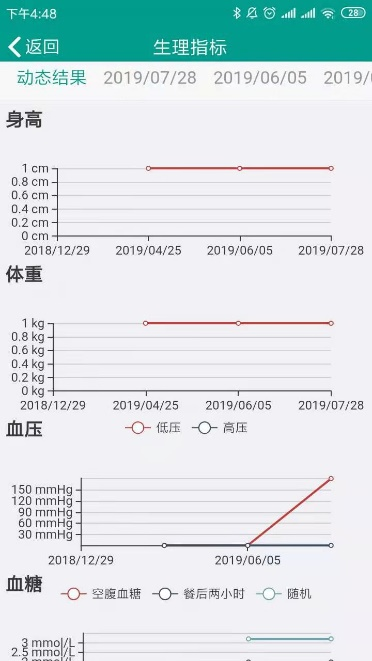 下午4:48
28
返回
生理指标
动态结果 2019/07/28 2019/06/05 2019/
身高
1 cm
0.8 cm
0.6 cm
0.4 cm
0.2 cm
0 cm
2018/12/29 2019/04/25 2019/06/05 2019/07/28
体重
1 kg
0.8 kg
0.6 kg
0.4 kg
0.2 kg
0 kg
2018/12/29 2019/04/25 2019/06/05 2019/07/28
血压
低压 高压
150 mmHg
120 mmHg
90 mmHg
60 mmHg
30 mmHg
2018/12/29 2019/06/05
血糖
空腹血糖 餐后两小时 随机
3 mmol/L
2.5 mmol/L